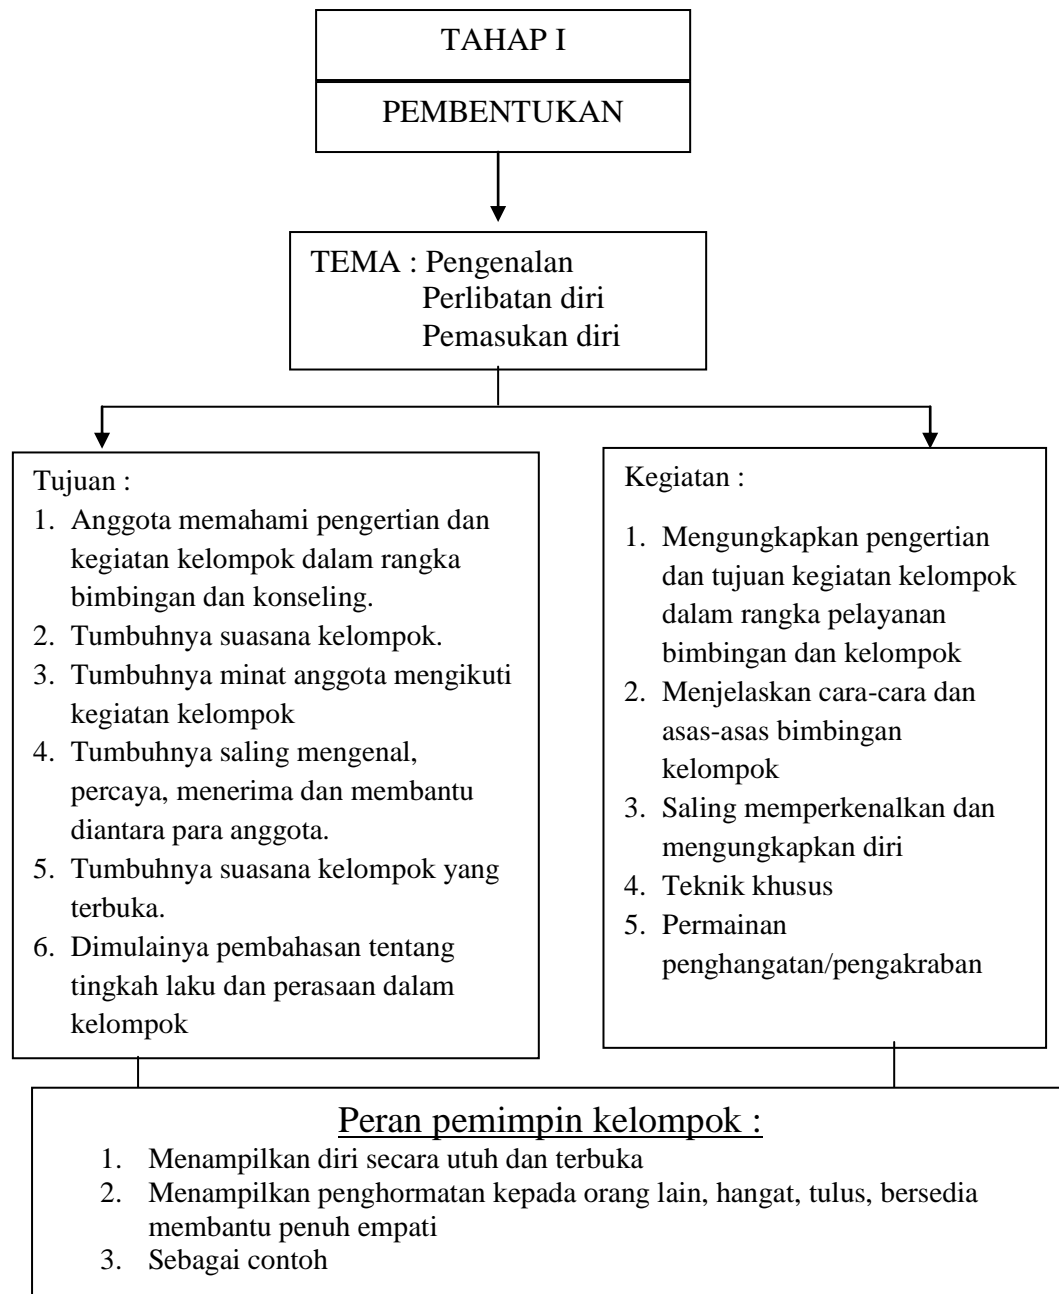 TAHAP I
PEMBENTUKAN
TEMA : Pengenalan
Perlibatan diri
Pemasukan diri
Tujuan :
1. Anggota memahami pengertian dan
kegiatan kelompok dalam rangka
bimbingan dan konseling.
2. Tumbuhnya suasana kelompok.
3. Tumbuhnya minat anggota mengikuti
kegiatan kelompok
4. Tumbuhnya saling mengenal,
percaya, menerima dan membantu
diantara para anggota.
5. Tumbuhnya suasana kelompok yang
terbuka.
6. Dimulainya pembahasan tentang
tingkah laku dan perasaan dalam
kelompok
Kegiatan :
1. Mengungkapkan pengertian
dan tujuan kegiatan kelompok
dalam rangka pelayanan
bimbingan dan kelompok
2. Menjelaskan cara-cara dan
asas-asas bimbingan
kelompok
3. Saling memperkenalkan dan
mengungkapkan diri
4. Teknik khusus
5. Permainan
penghangatan/pengakraban
Peran pemimpin kelompok :
1. Menampilkan diri secara utuh dan terbuka
2. Menampilkan penghormatan kepada orang lain, hangat, tulus, bersedia
membantu penuh empati
3. Sebagai contoh